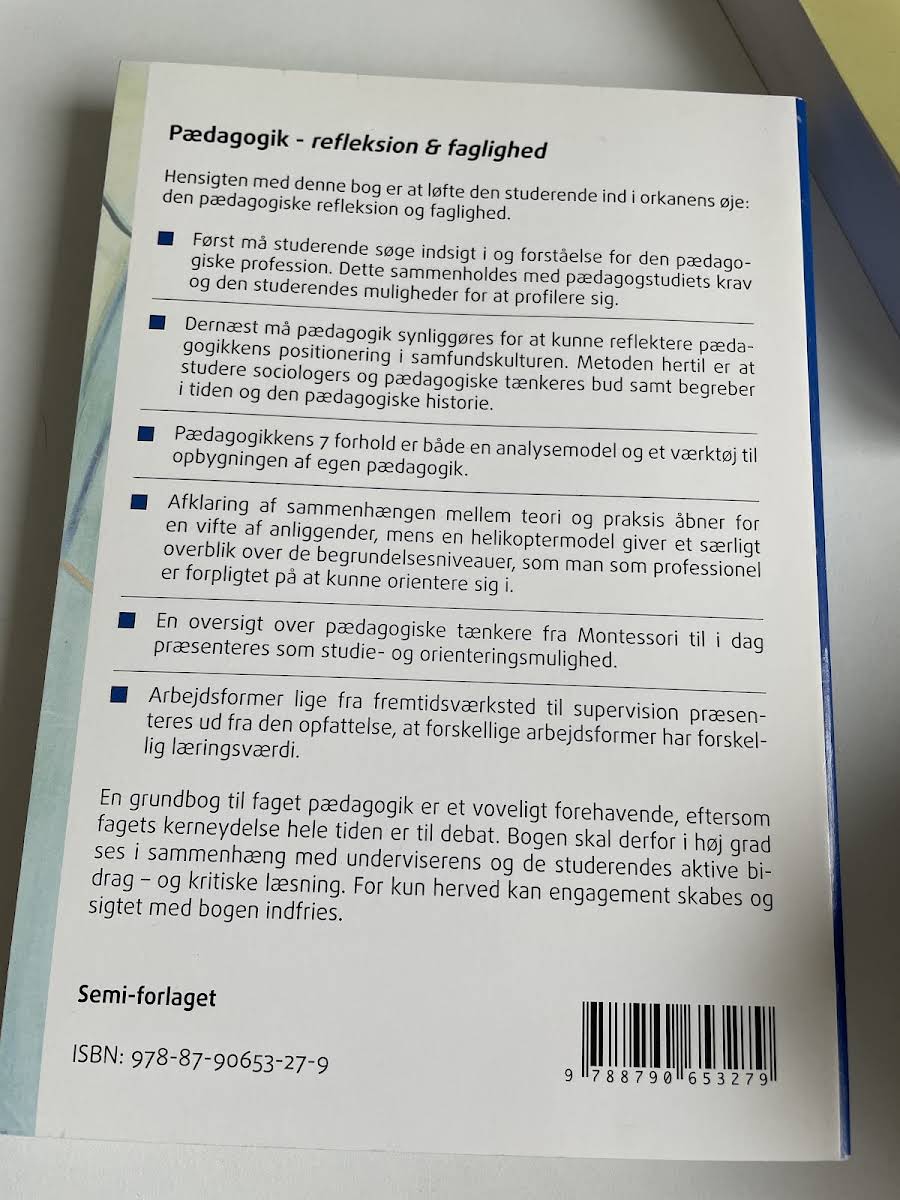 Pædagogik - refleksion & faglighed
Hensigten med denne bog er at løfte den studerende ind i orkanens øje:
den pædagogiske refleksion og faglighed.
Først må studerende søge indsigt i og forståelse for den pædago-
giske profession. Dette sammenholdes med pædagogstudiets krav
og den studerendes muligheder for at profilere sig.
Dernæst må pædagogik synliggøres for at kunne reflektere pæda-
gogikkens positionering i samfundskulturen. Metoden hertil er at
studere sociologers og pædagogiske tænkeres bud samt begreber
i tiden og den pædagogiske historie.
Pædagogikkens 7 forhold er både en analysemodel og et værktøj til
opbygningen af egen pædagogik.
Afklaring af sammenhængen mellem teori og praksis åbner for
en vifte af anliggender, mens en helikoptermodel giver et særligt
overblik over de begrundelsesniveauer, som man som professionel
er forpligtet på at kunne orientere sig i.
En oversigt over pædagogiske tænkere fra Montessori til i dag
præsenteres som studie- og orienteringsmulighed.
Arbejdsformer lige fra fremtidsværksted til supervision præsen-
teres ud fra den opfattelse, at forskellige arbejdsformer har forskel-
lig læringsværdi.
En grundbog til faget pædagogik er et voveligt forehavende, eftersom
fagets kerneydelse hele tiden er til debat. Bogen skal derfor i høj grad
ses i sammenhæng med underviserens og de studerendes aktive bi-
drag – og kritiske læsning. For kun herved kan engagement skabes og
sigtet med bogen indfries.
Semi-forlaget
ISBN: 978-87-90653-27-9
9 788790 653279